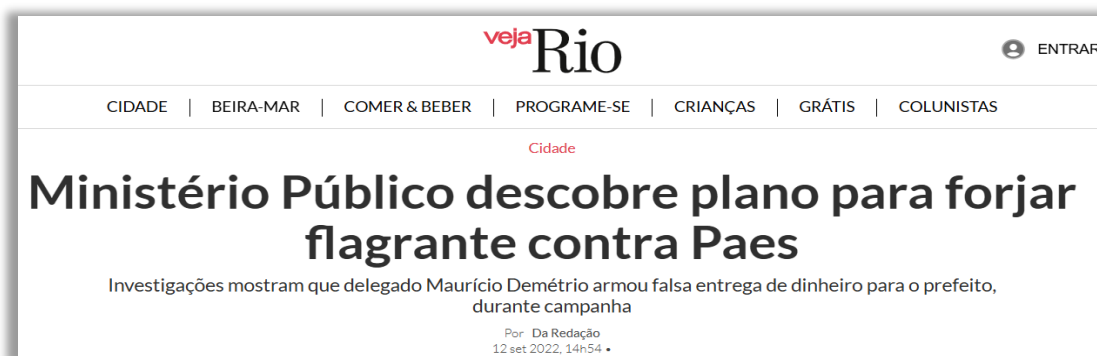 veja Rio
ENTRAR
CIDADE | BEIRA-MAR | COMER & BEBER | PROGRAME-SE | CRIANÇAS | GRÁTIS | COLUNISTAS
Cidade
Ministério Público descobre plano para forjar
flagrante contra Paes
Investigações mostram que delegado Maurício Demétrio armou falsa entrega de dinheiro para o prefeito,
durante campanha
Por Da Redação
12 set 2022, 14h54 •